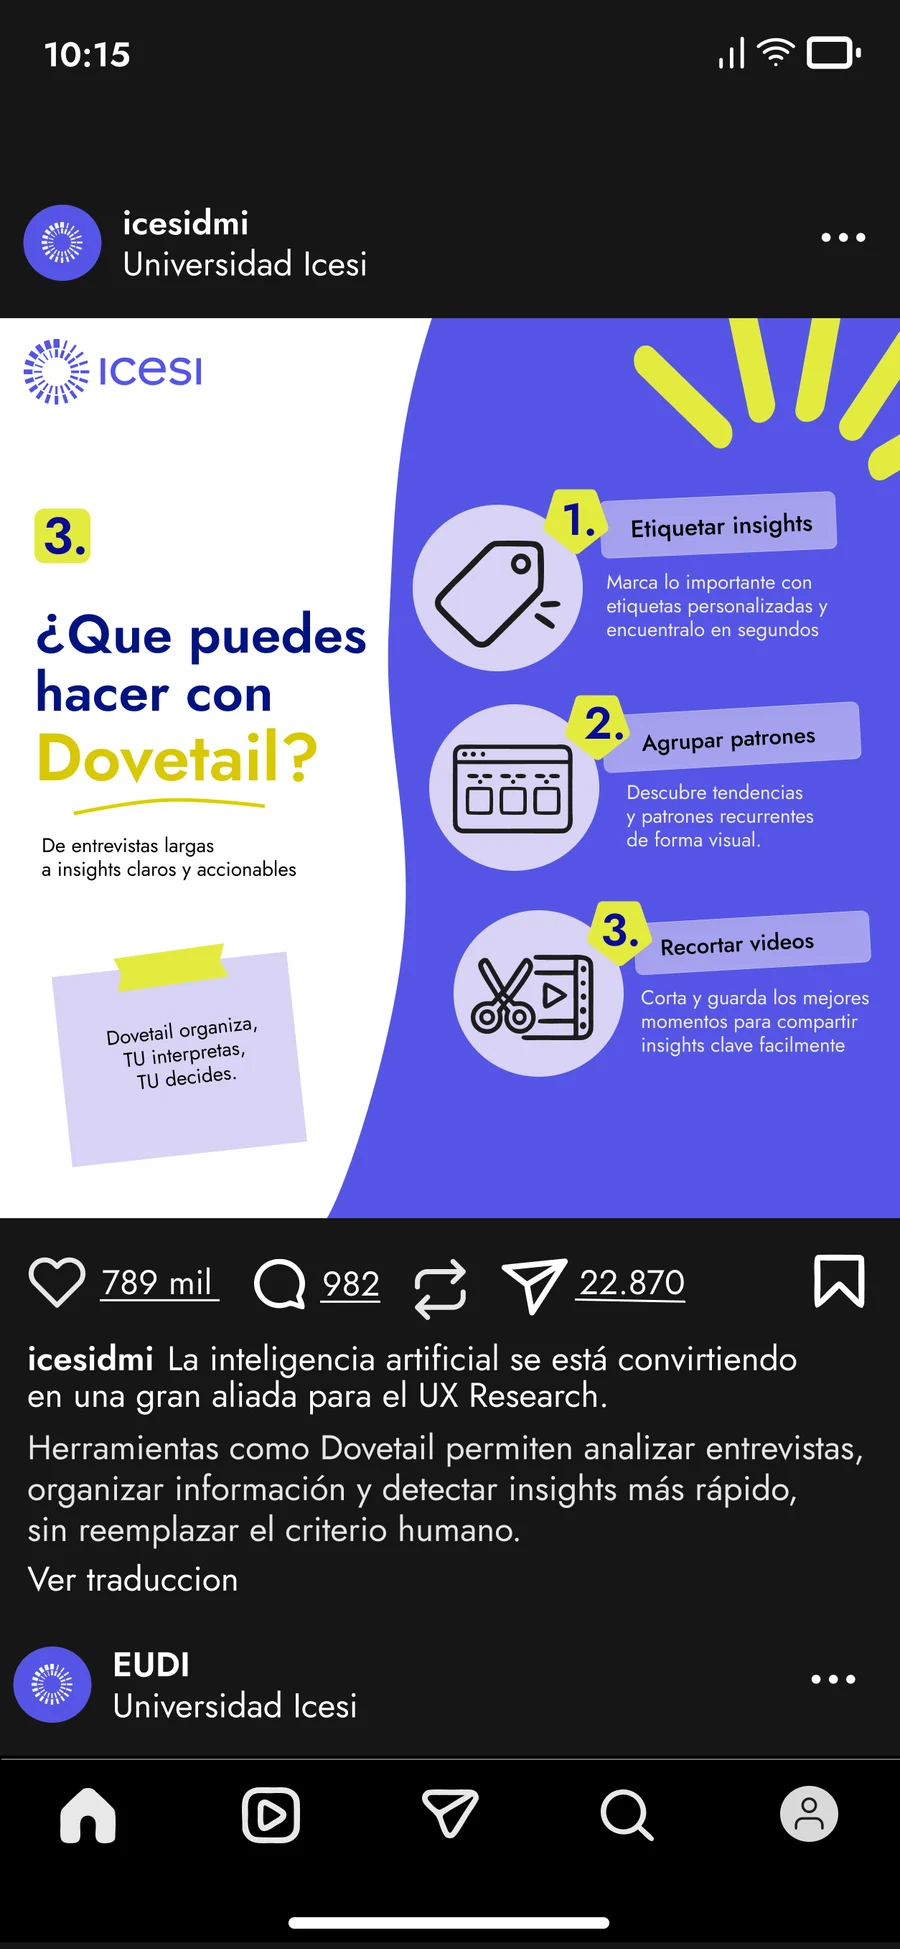 10:15
icesidmi
Universidad Icesi
ICESI
3.
¿Que puedes
hacer con
Dovetail?
De entrevistas largas
a insights claros y accionables
Dovetail organiza,
TU interpretas,
TU decides.
1.
Etiquetar insights
Marca lo importante con
etiquetas personalizadas y
encuentralo en segundos
2.
Agrupar patrones
Descubre tendencias
y patrones recurrentes
de forma visual.
3.
Recortar videos
Corta y guarda los mejores
momentos para compartir
insights clave facilmente
789 mil 982 22.870
icesidmi La inteligencia artificial se está convirtiendo
en una gran aliada para el UX Research.
Herramientas como Dovetail permiten analizar entrevistas,
organizar información y detectar insights más rápido,
sin reemplazar el criterio humano.
Ver traduccion
EUDI
Universidad Icesi